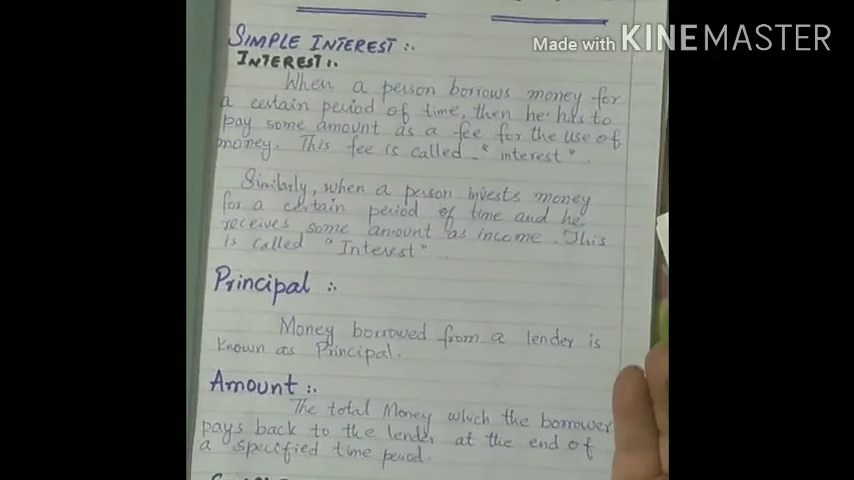 Made with KINEMASTER
SIMPLE INTEREST :.
INTEREST :.
When a person borrows money for
a certain period of time, then he has to
pay some amount as a fee for the use of
money. This fee is called "interest".
Similarly, when a person invests money
for a certain period of time and he
receives some amount as income. This
is called "Interest".
Principal :.
Money borrowed from a lender is
known as Principal.
Amount :.
The total Money which the borrower
pays back to the lender at the end of
a specified time period.